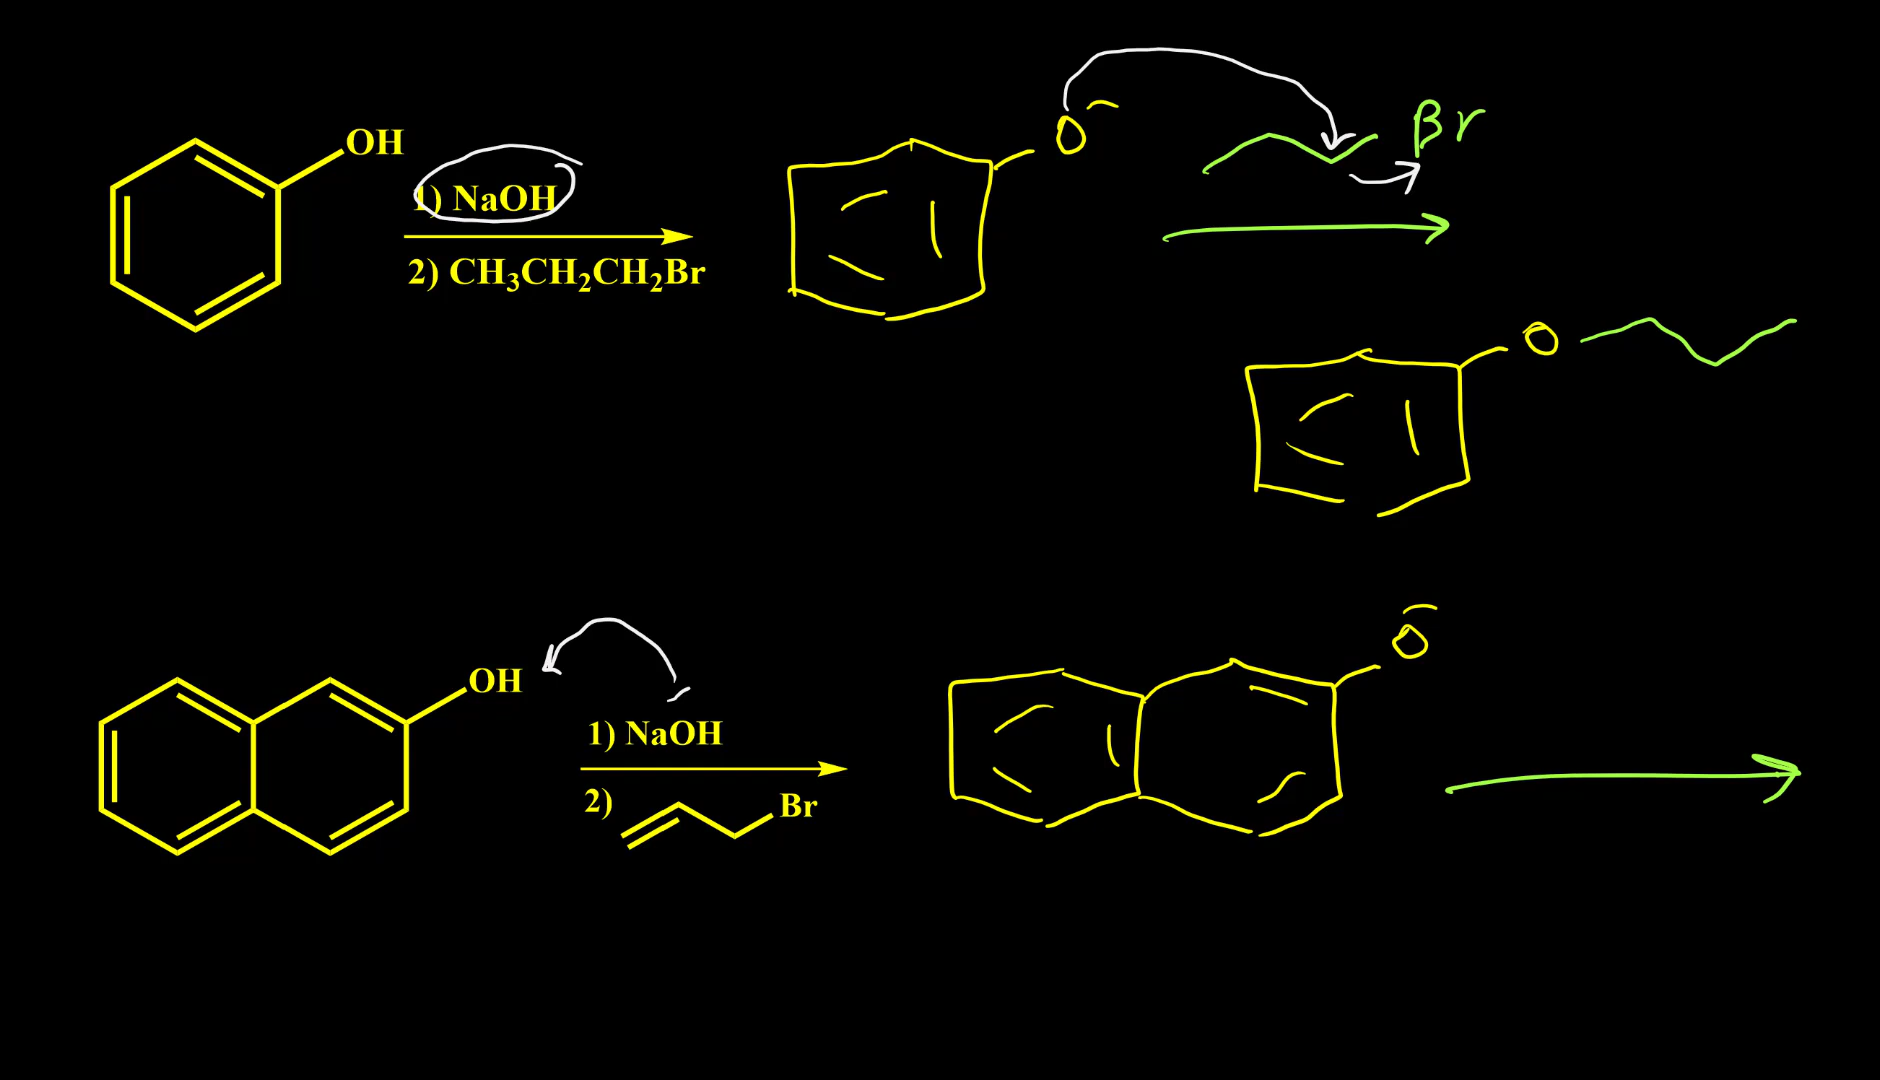 OH
1) NaOH
2) CH₃CH₂CH₂Br
O⁻
Br
O
OH
1) NaOH
2)
Br
O⁻